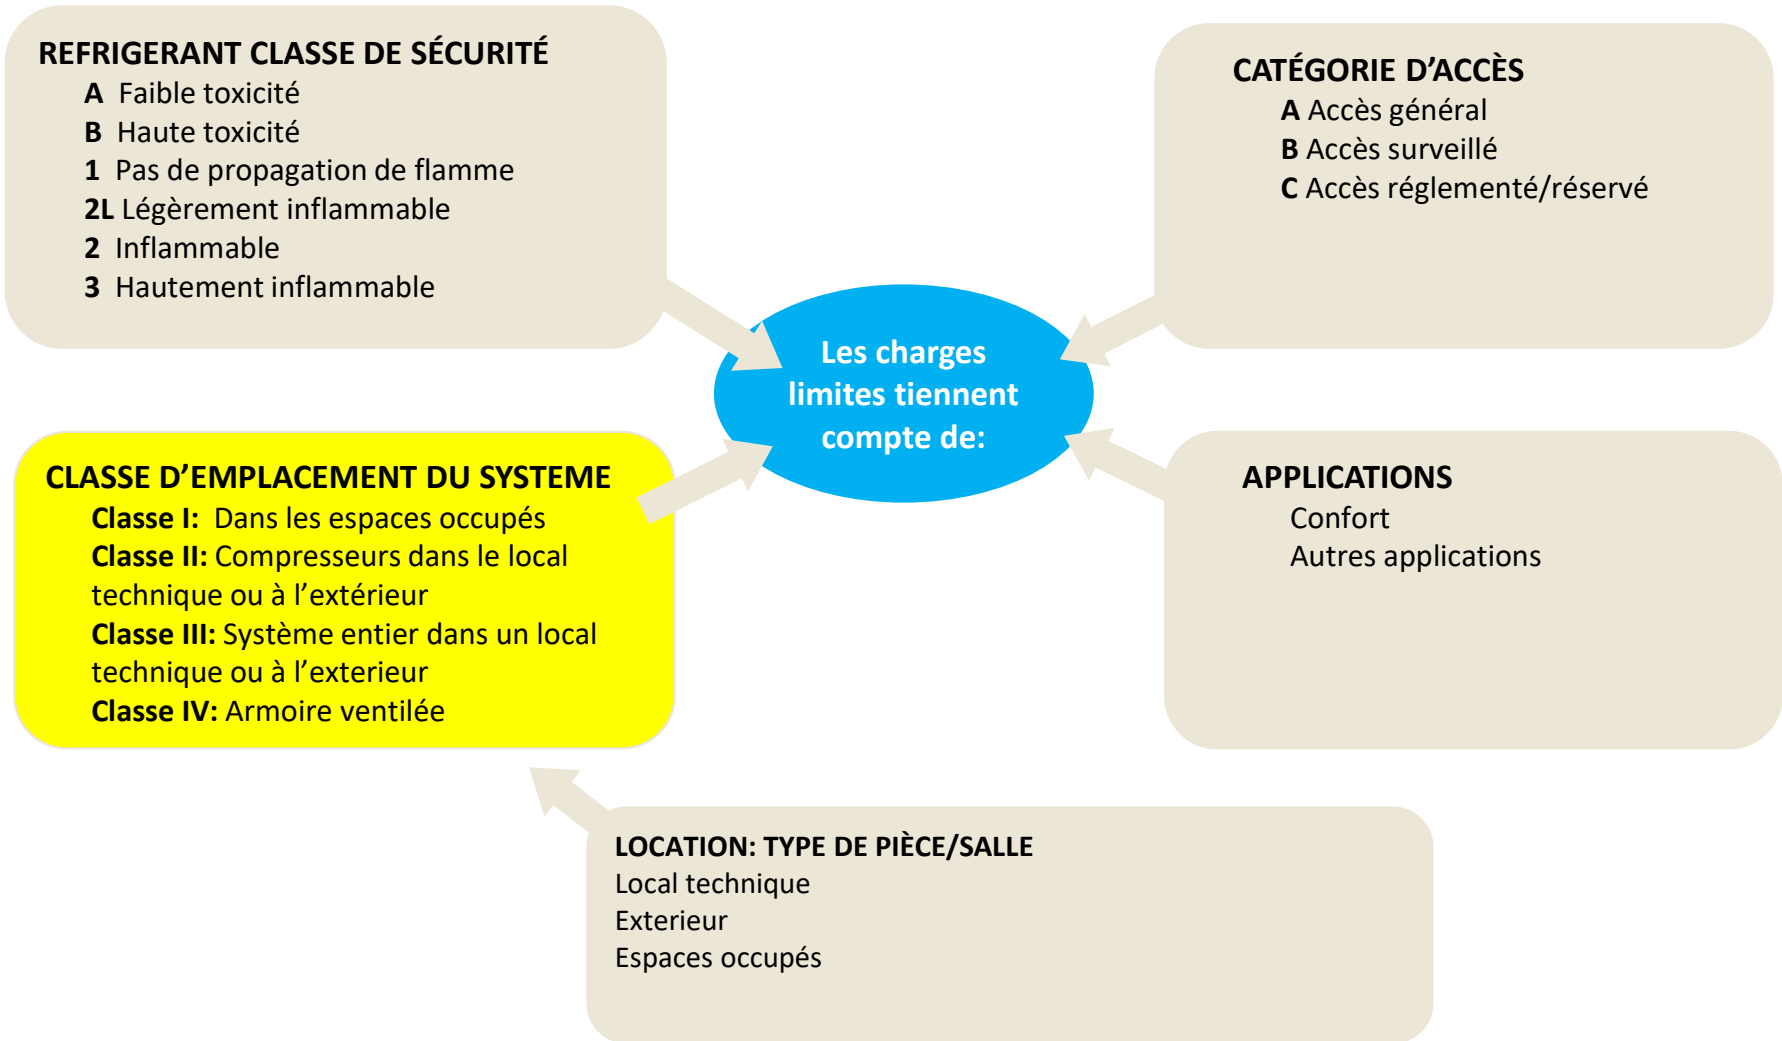 REFRIGERANT CLASSE DE SÉCURITÉ
A Faible toxicité
B Haute toxicité
1 Pas de propagation de flamme
2L Légèrement inflammable
2 Inflammable
3 Hautement inflammable
CATÉGORIE D’ACCÈS
A Accès général
B Accès surveillé
C Accès réglementé/réservé
Les charges
limites tiennent
compte de:
CLASSE D’EMPLACEMENT DU SYSTEME
Classe I: Dans les espaces occupés
Classe II: Compresseurs dans le local
technique ou à l’extérieur
Classe III: Système entier dans un local
technique ou à l’exterieur
Classe IV: Armoire ventilée
APPLICATIONS
Confort
Autres applications
LOCATION: TYPE DE PIÈCE/SALLE
Local technique
Exterieur
Espaces occupés